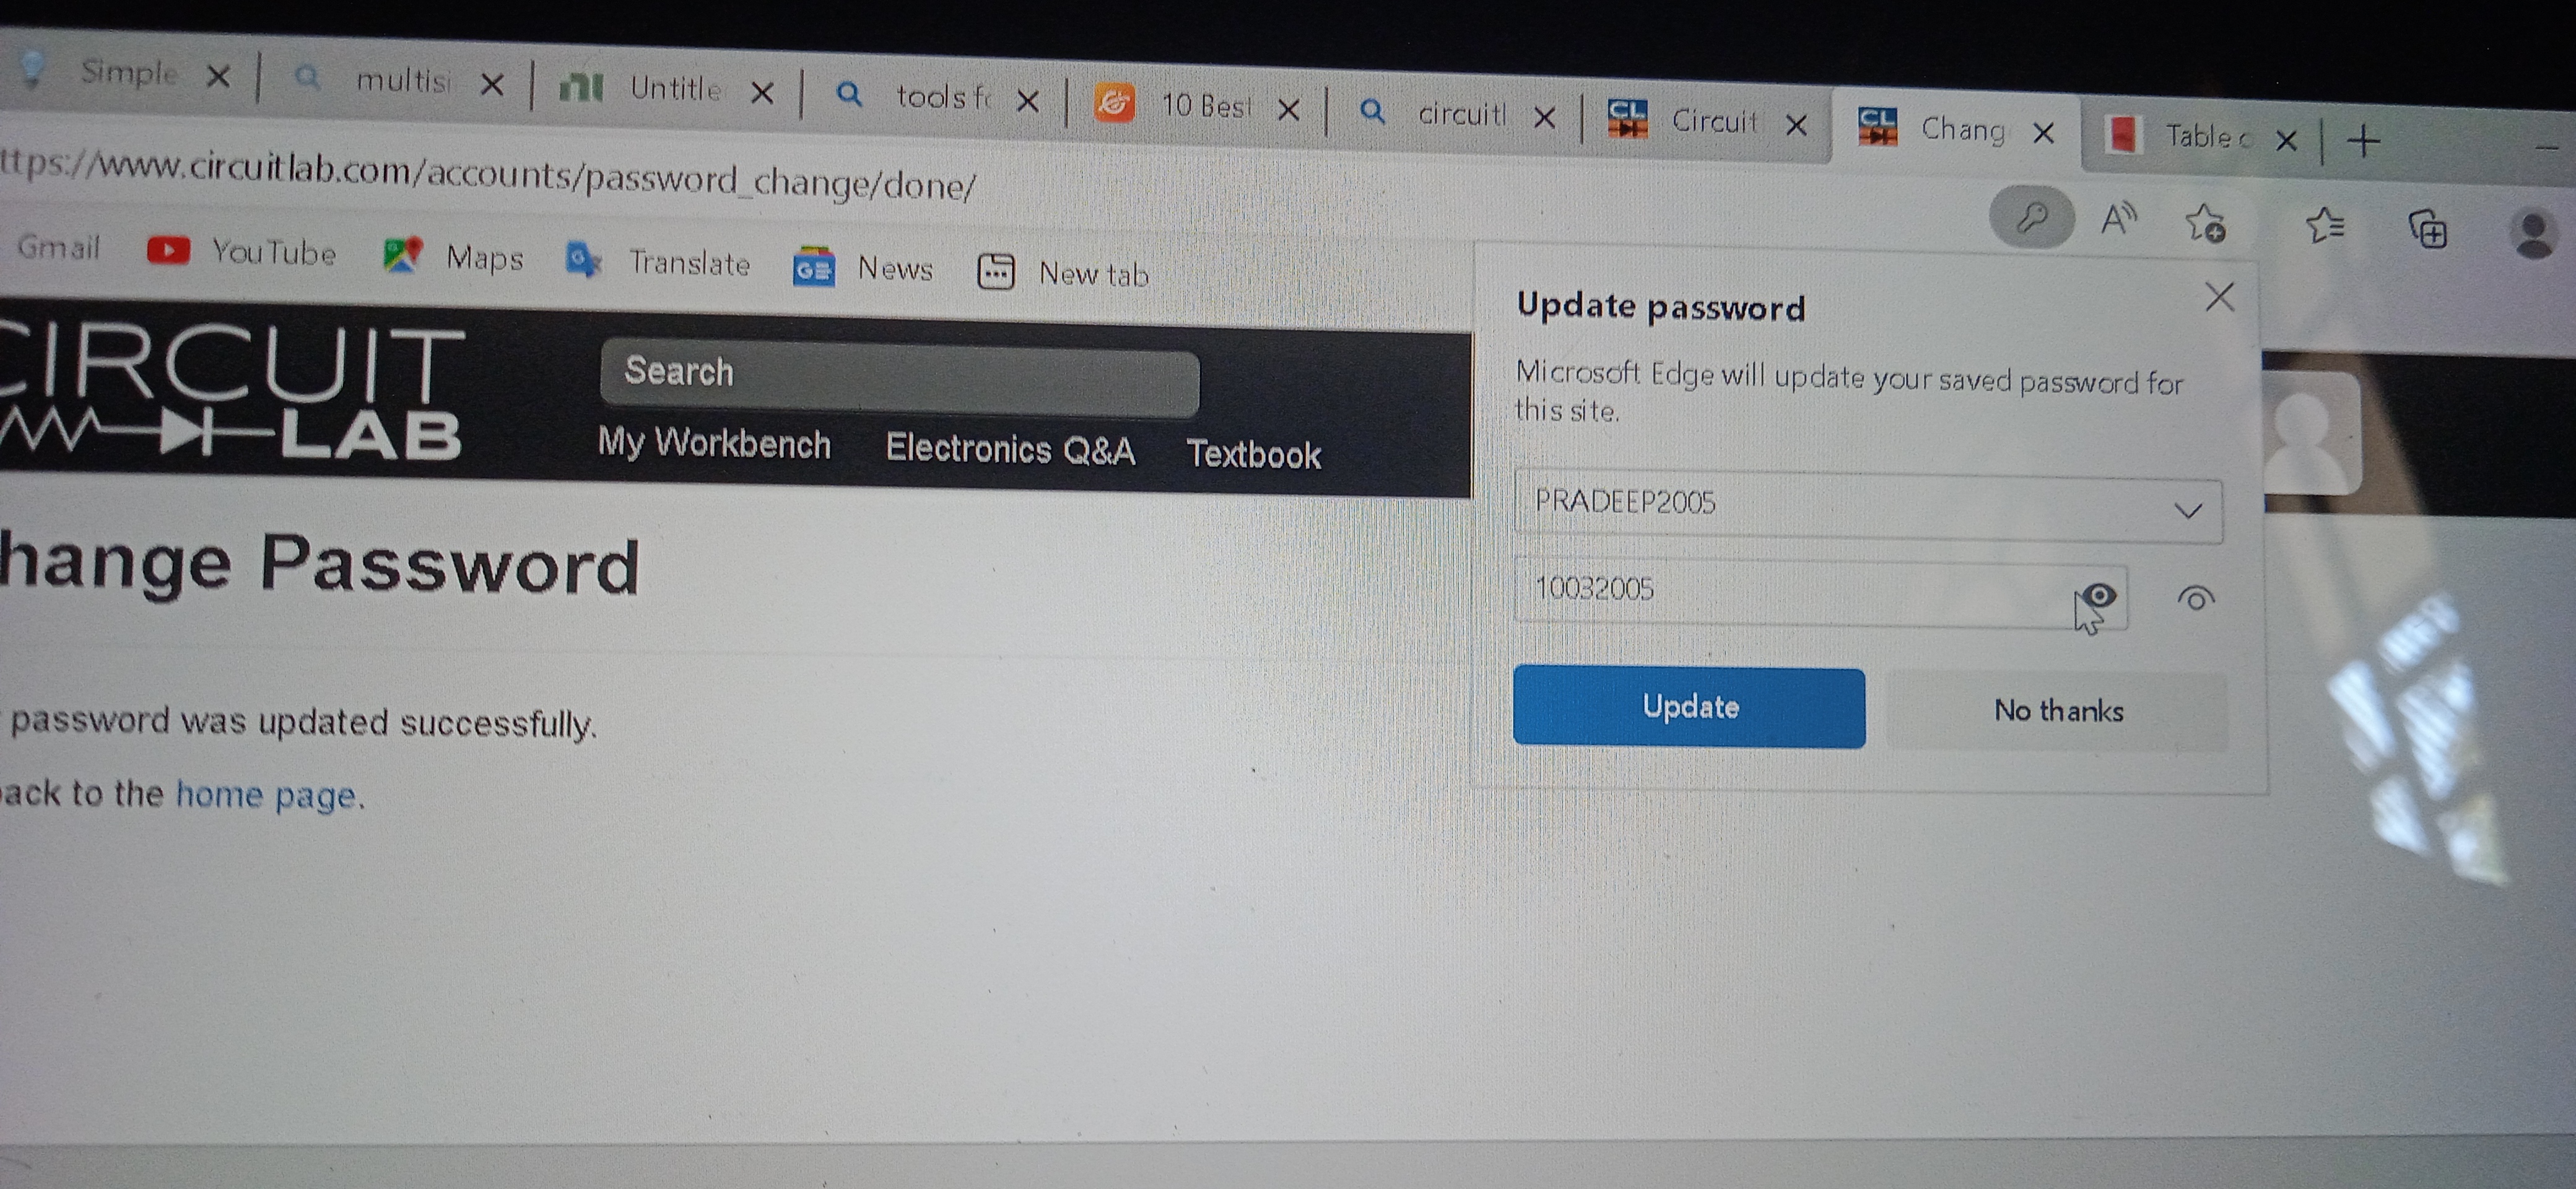 Simple
multisi
Untitle
tools fo
10 Best
circuitl
Circuit
Chang
Table c
ttps://www.circuitlab.com/accounts/password_change/done/
Gmail YouTube Maps Translate News New tab
CIRCUIT
LAB
Search
My Workbench Electronics Q&A Textbook
hange Password
password was updated successfully.
ack to the home page.
Update password
Microsoft Edge will update your saved password for
this site.
PRADEEP2005
10032005
Update No thanks